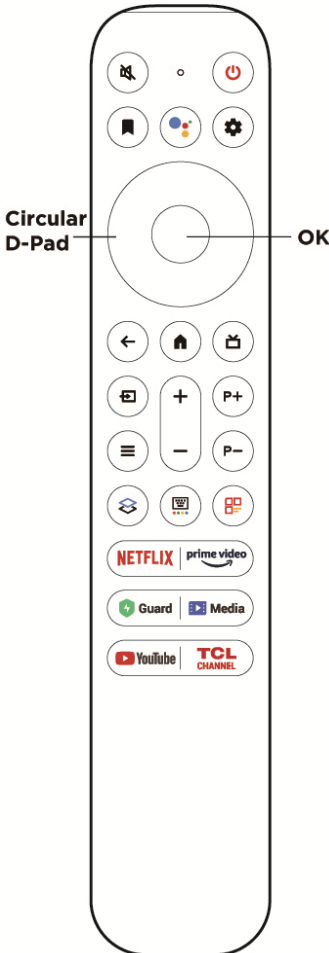 Circular
D-Pad
OK
+
P+
−
P−
NETFLIX prime video
Guard Media
YouTube TCL
CHANNEL